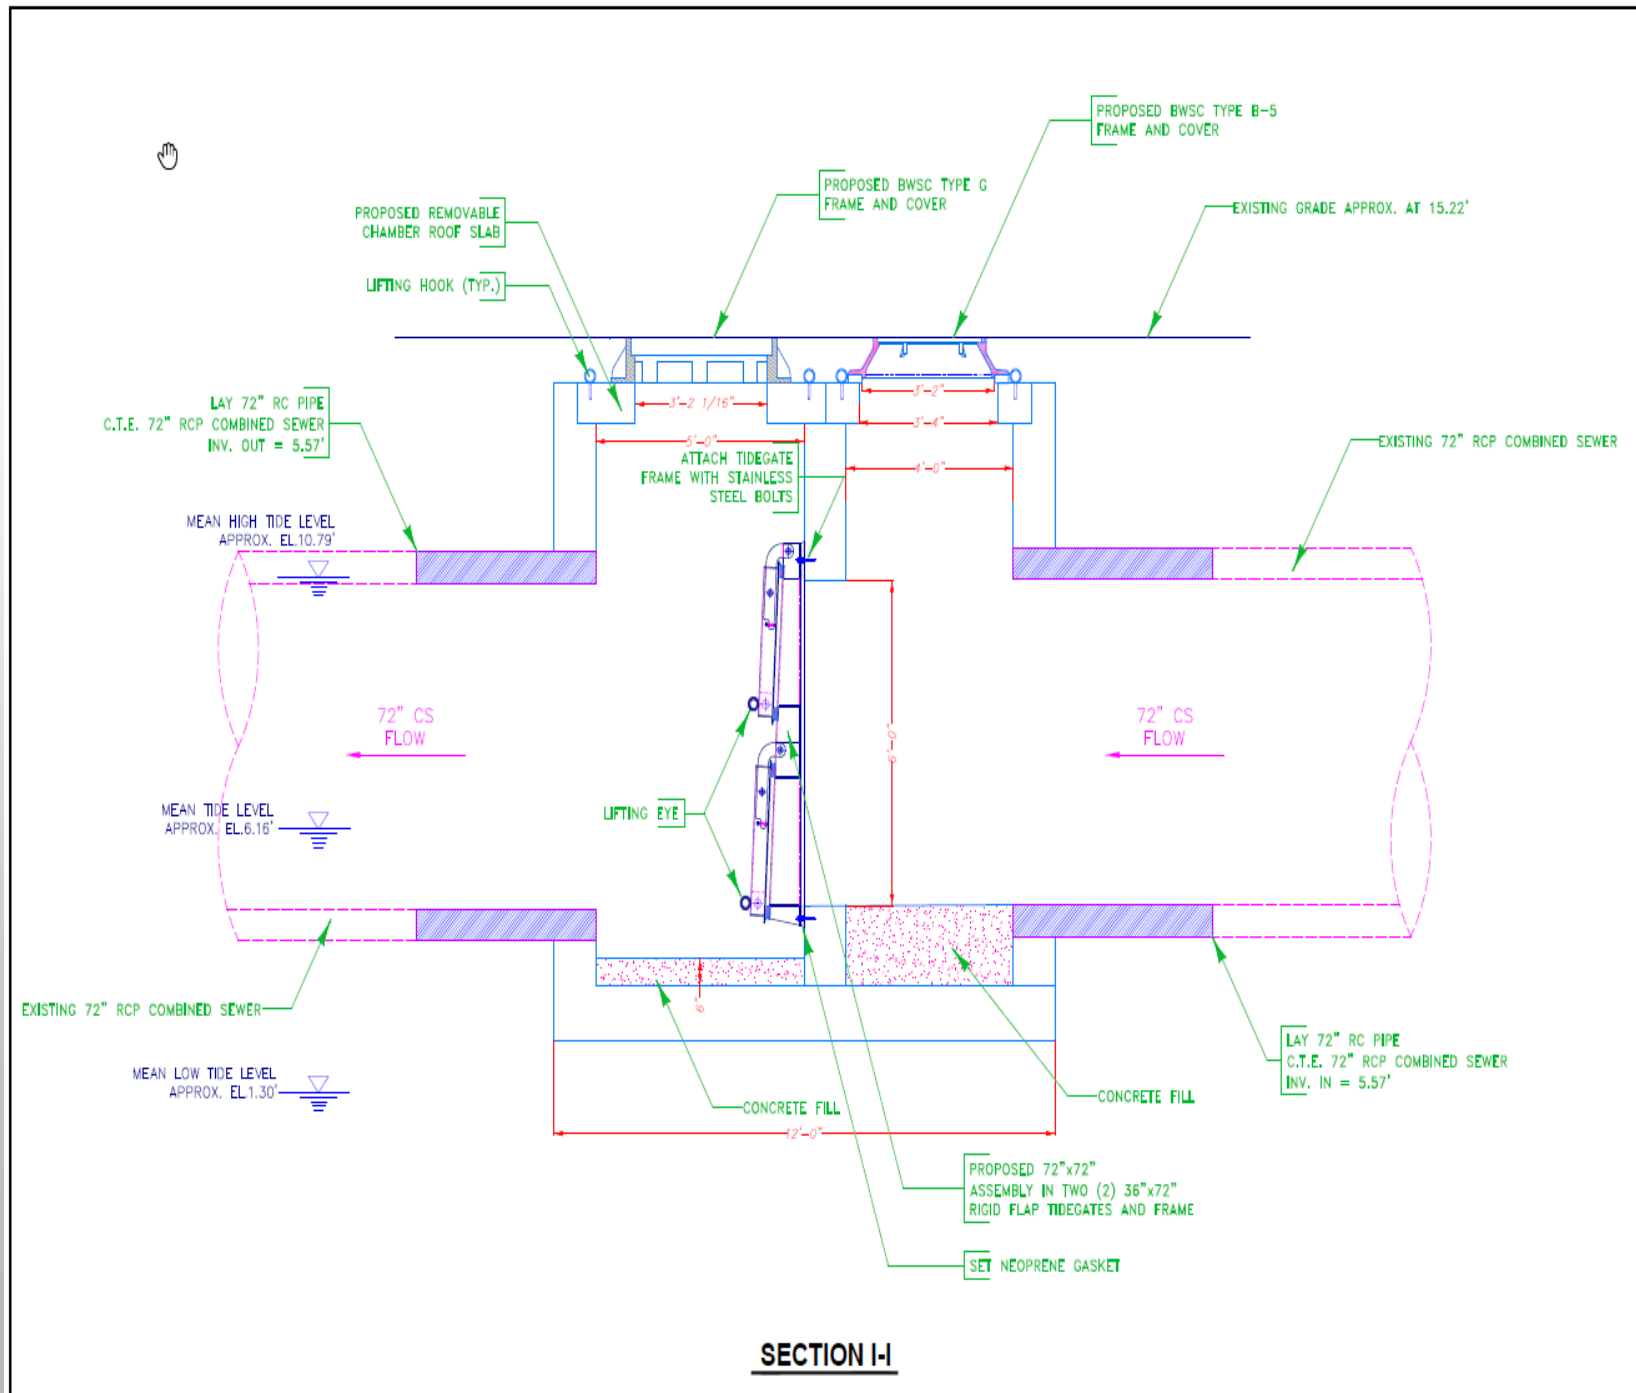 PROPOSED BWSC TYPE B-5
FRAME AND COVER
PROPOSED BWSC TYPE G
FRAME AND COVER
EXISTING GRADE APPROX. AT 15.22'
PROPOSED REMOVABLE
CHAMBER ROOF SLAB
LIFTING HOOK (TYP.)
3'-2"
3'-2 1/16"
LAY 72" RC PIPE
C.T.E. 72" RCP COMBINED SEWER
INV. OUT = 5.57'
3'-4"
5'-0"
EXISTING 72" RCP COMBINED SEWER
ATTACH TIDEGATE
FRAME WITH STAINLESS
STEEL BOLTS
4'-0"
MEAN HIGH TIDE LEVEL
APPROX. EL.10.79'
72" CS
FLOW
6'-0"
72" CS
FLOW
MEAN TIDE LEVEL
APPROX. EL.6.16'
LIFTING EYE
EXISTING 72" RCP COMBINED SEWER
6"
LAY 72" RC PIPE
C.T.E. 72" RCP COMBINED SEWER
INV. IN = 5.57'
MEAN LOW TIDE LEVEL
APPROX. EL.1.30'
CONCRETE FILL
CONCRETE FILL
12'-0"
PROPOSED 72"x72"
ASSEMBLY IN TWO (2) 36"x72"
RIGID FLAP TIDEGATES AND FRAME
SET NEOPRENE GASKET
SECTION I-I